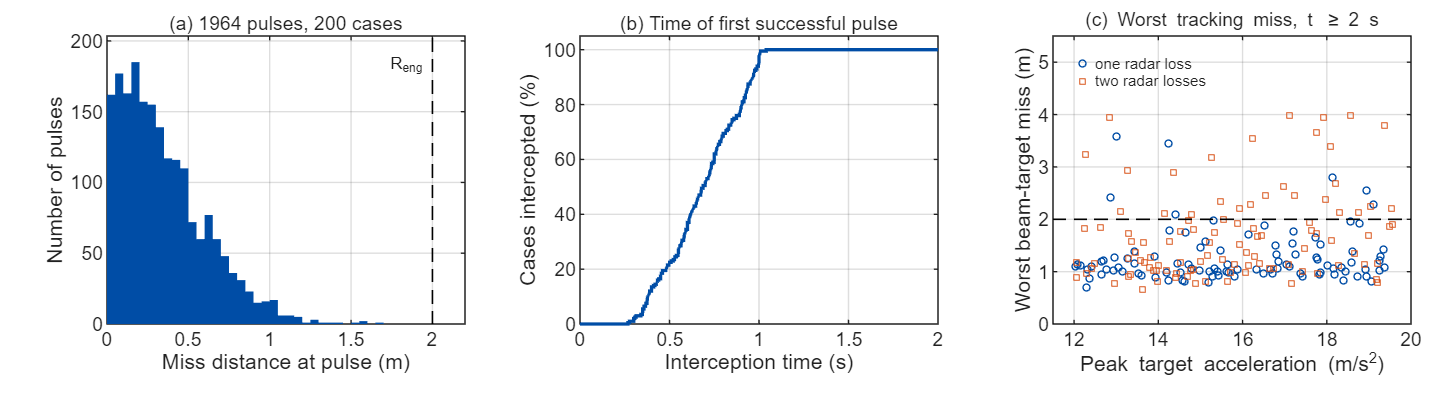 (a) 1964 pulses, 200 cases
200
150
100
50
0
0
0.5
1
1.5
2
R_eng
Number of pulses
Miss distance at pulse (m)
(b) Time of first successful pulse
100
80
60
40
20
0
0
0.5
1
1.5
2
Cases intercepted (%)
Interception time (s)
(c) Worst tracking miss, t ≥ 2 s
5
4
3
2
1
0
12
14
16
18
20
one radar loss
two radar losses
Worst beam-target miss (m)
Peak target acceleration (m/s²)